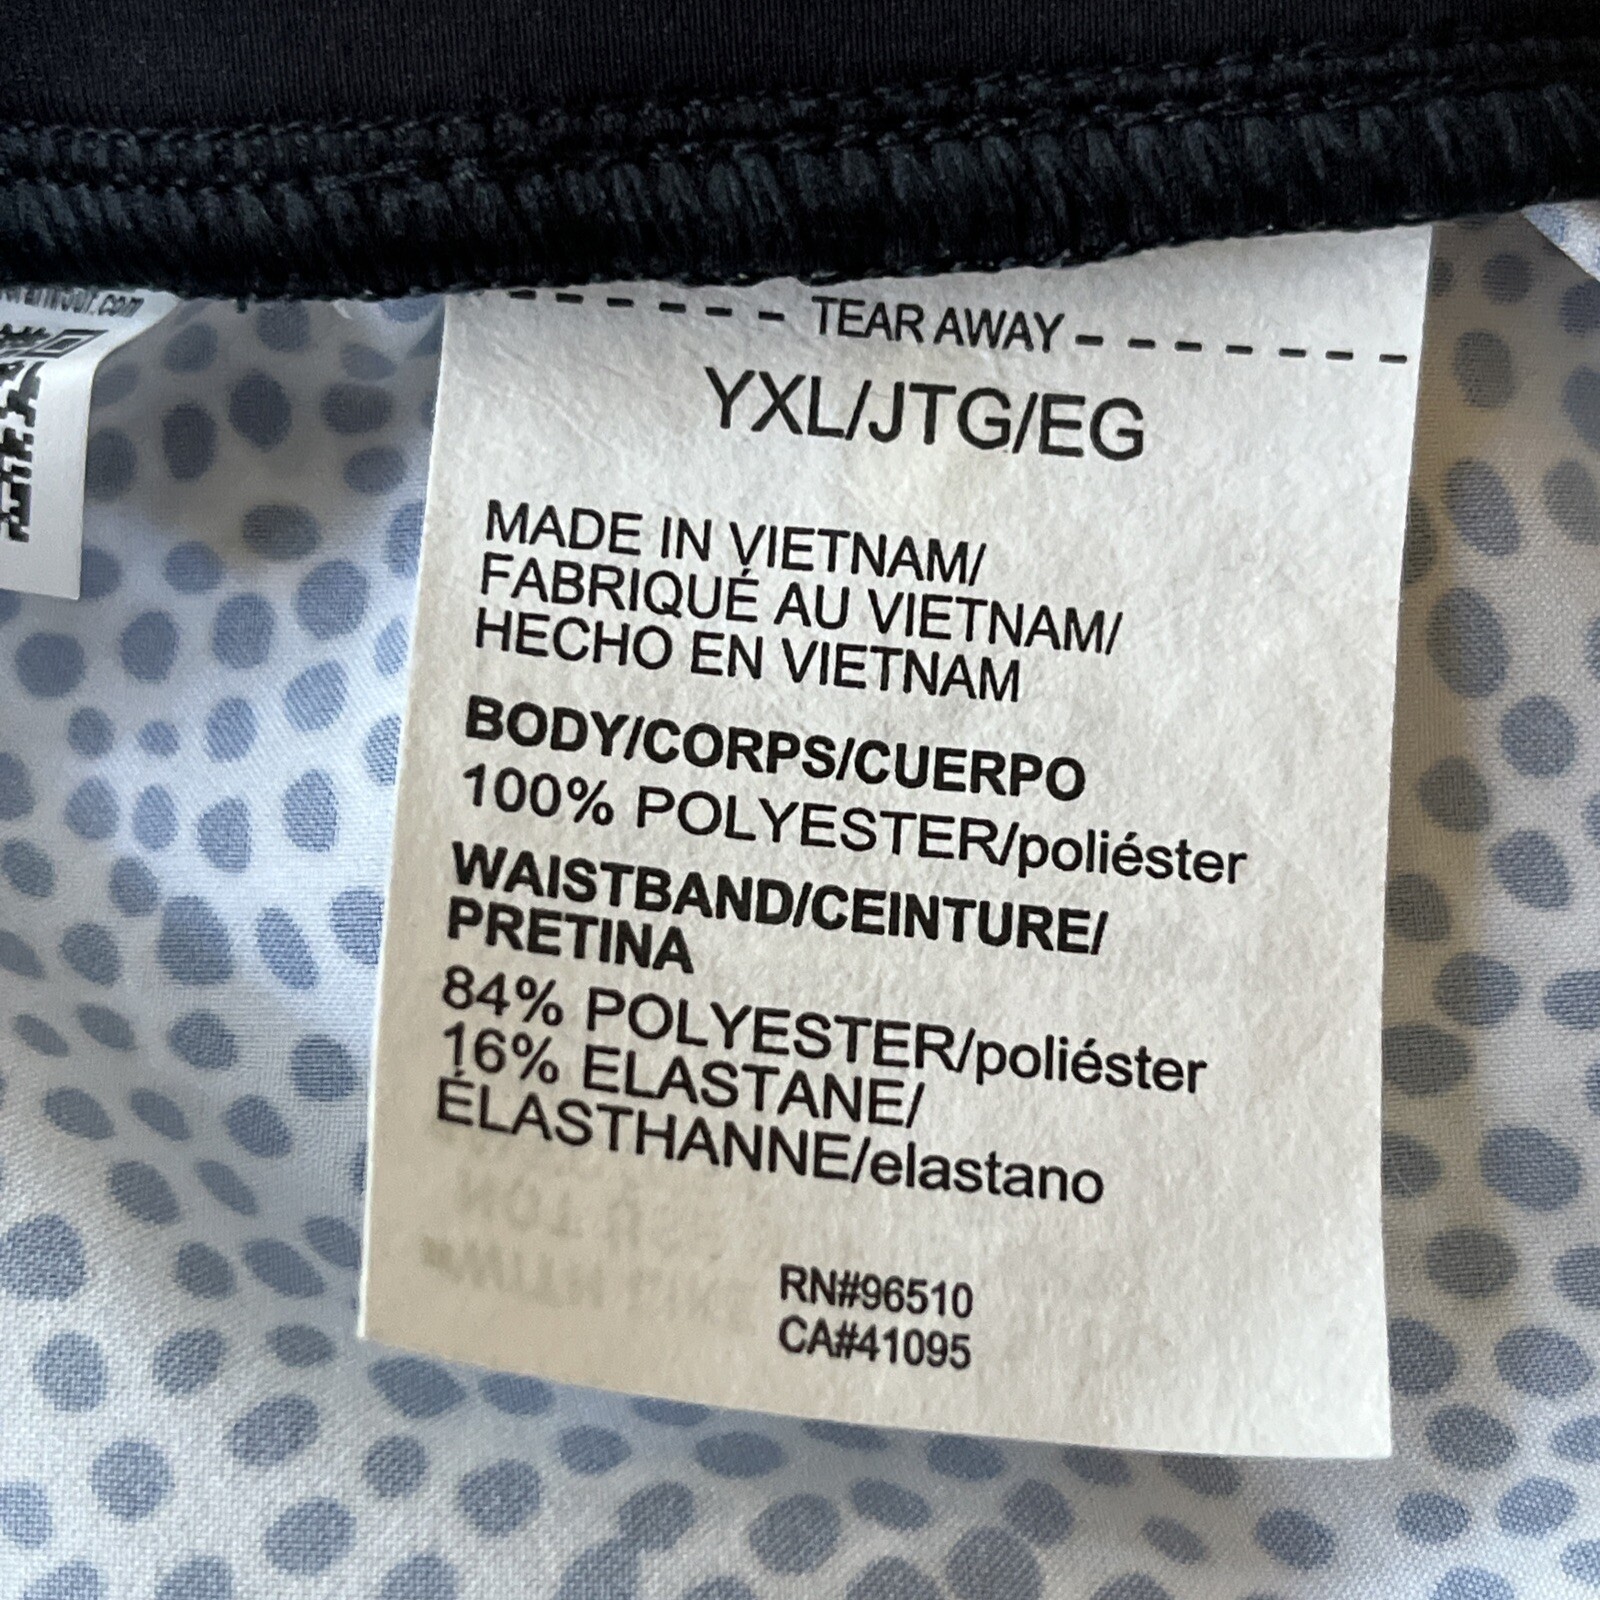 TEAR AWAY
YXL/JTG/EG
MADE IN VIETNAM/
FABRIQUÉ AU VIETNAM/
HECHO EN VIETNAM
BODY/CORPS/CUERPO
100% POLYESTER/poliéster
WAISTBAND/CEINTURE/
PRETINA
84% POLYESTER/poliéster
16% ELASTANE/
ÉLASTHANNE/elastano
RN#96510
CA#41095